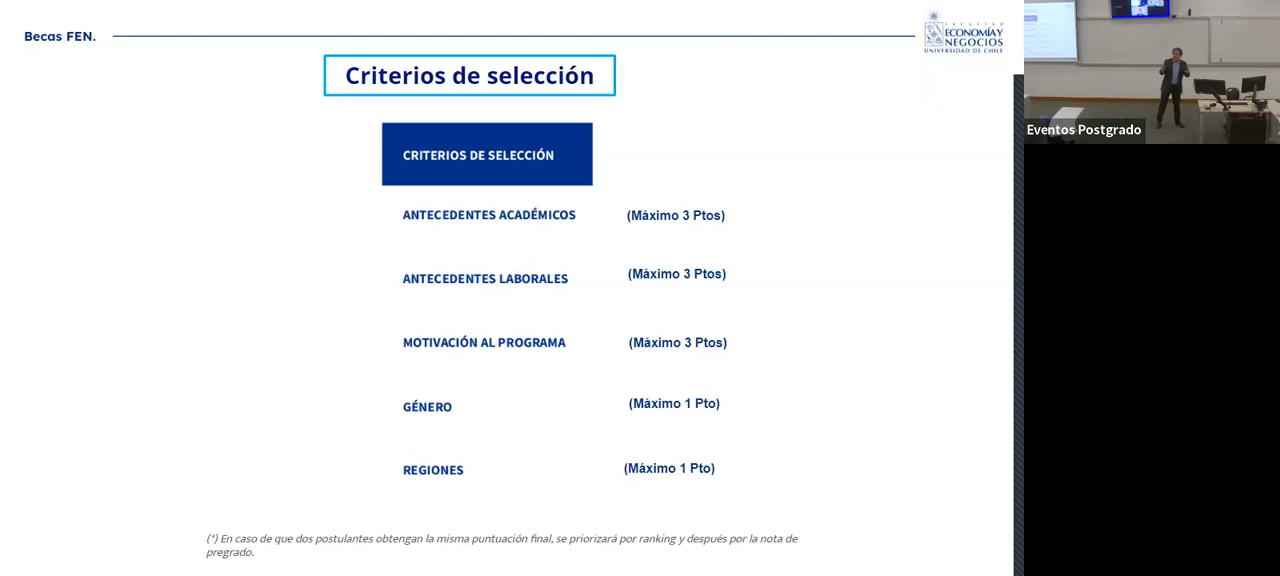 Becas FEN.
FACULTAD
ECONOMÍA Y
NEGOCIOS
UNIVERSIDAD DE CHILE
Criterios de selección
CRITERIOS DE SELECCIÓN
ANTECEDENTES ACADÉMICOS (Máximo 3 Ptos)
ANTECEDENTES LABORALES (Máximo 3 Ptos)
MOTIVACIÓN AL PROGRAMA (Máximo 3 Ptos)
GÉNERO (Máximo 1 Pto)
REGIONES (Máximo 1 Pto)
(*) En caso de que dos postulantes obtengan la misma puntuación final, se priorizará por ranking y después por la nota de
pregrado.
Eventos Postgrado